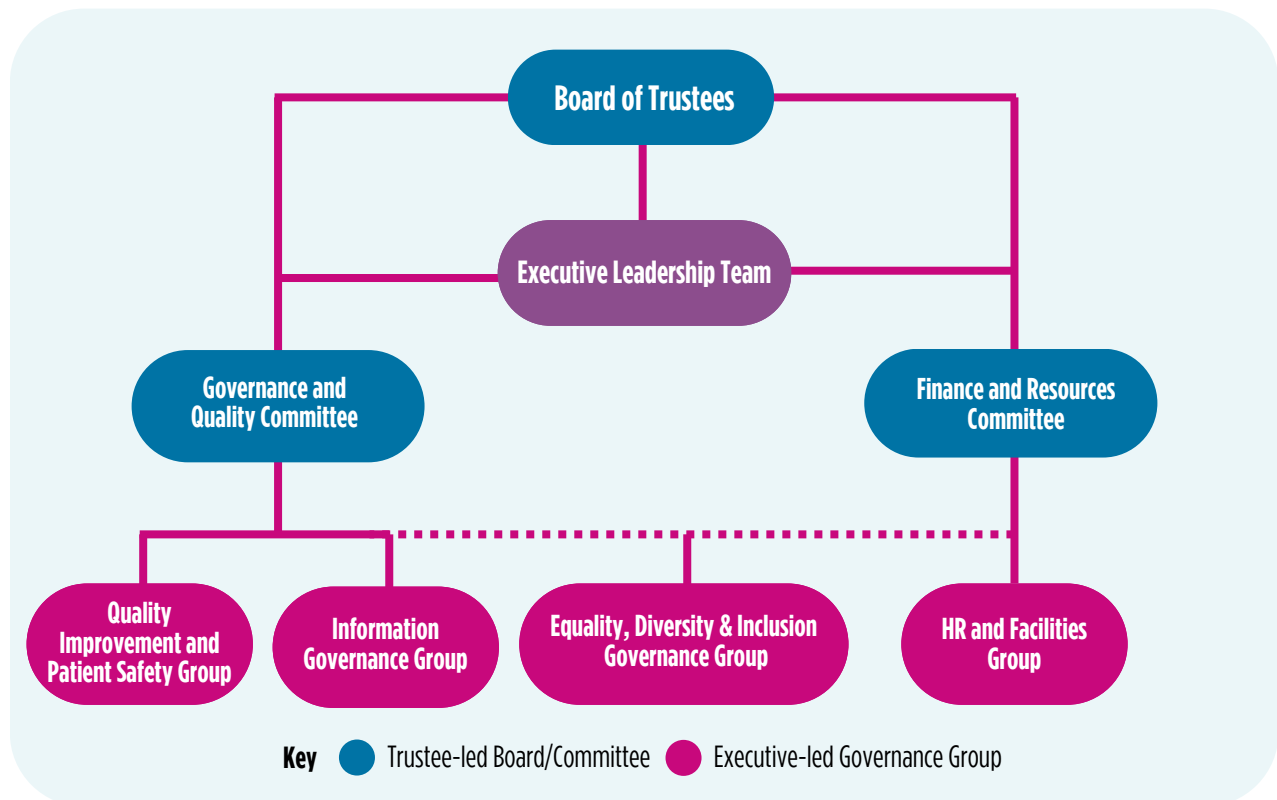 Board of Trustees
Executive Leadership Team
Governance and
Quality Committee
Finance and Resources
Committee
Quality
Improvement and
Patient Safety Group
Information
Governance Group
Equality, Diversity & Inclusion
Governance Group
HR and Facilities
Group
Key Trustee-led Board/Committee Executive-led Governance Group